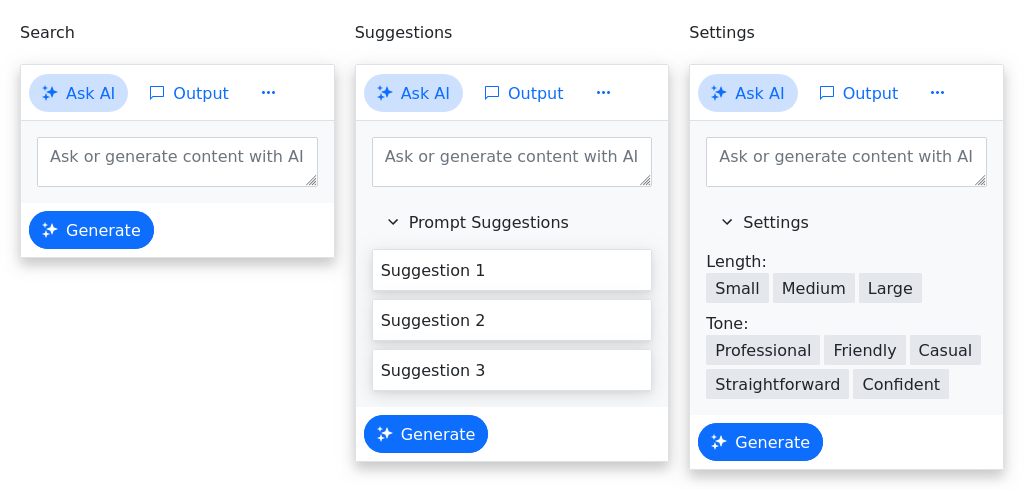 Search
Ask AI Output ...
Ask or generate content with AI
Generate
Suggestions
Ask AI Output ...
Ask or generate content with AI
Prompt Suggestions
Suggestion 1
Suggestion 2
Suggestion 3
Generate
Settings
Ask AI Output ...
Ask or generate content with AI
Settings
Length:
Small Medium Large
Tone:
Professional Friendly Casual
Straightforward Confident
Generate